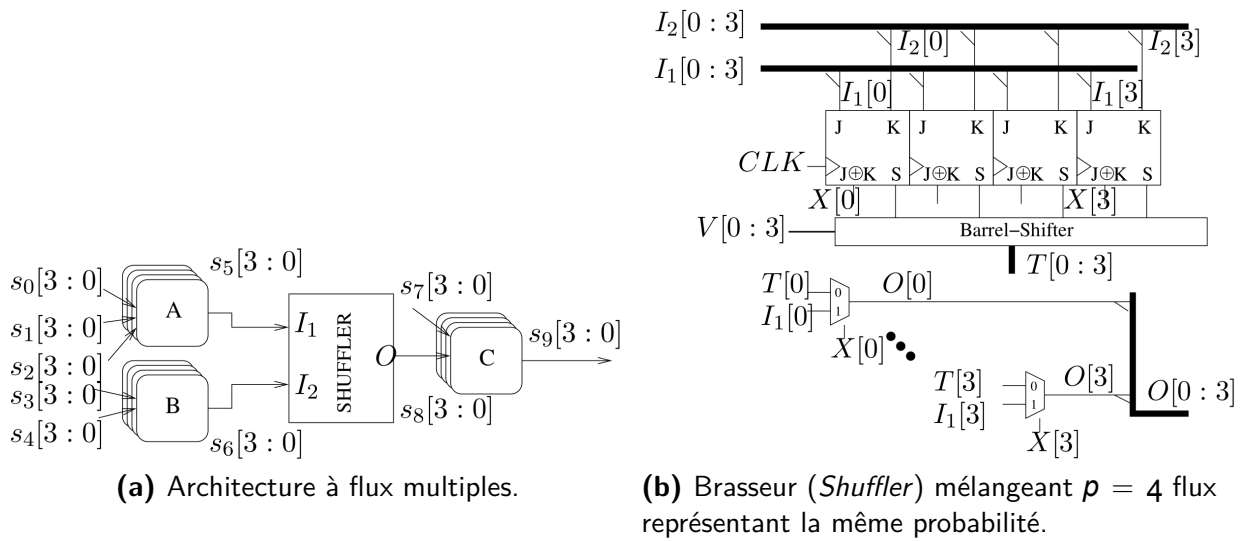 s₀[3 : 0]
s₁[3 : 0]
s₂[3 : 0]
s₃[3 : 0]
s₄[3 : 0]
s₅[3 : 0]
A
B
s₆[3 : 0]
I₁
I₂
SHUFFLER
O
s₇[3 : 0]
C
s₈[3 : 0]
s₉[3 : 0]
(a) Architecture à flux multiples.
I₂[0 : 3]
I₂[0]
I₂[3]
I₁[0 : 3]
I₁[0]
I₁[3]
J K J K J K J K
CLK
J⊕K S J⊕K S J⊕K S J⊕K S
X[0]
X[3]
V[0 : 3]
Barrel–Shifter
T[0 : 3]
T[0]
0
O[0]
I₁[0]
1
X[0]
T[3]
0
O[3]
O[0 : 3]
I₁[3]
1
X[3]
(b) Brasseur (Shuffler) mélangeant p = 4 flux
représentant la même probabilité.